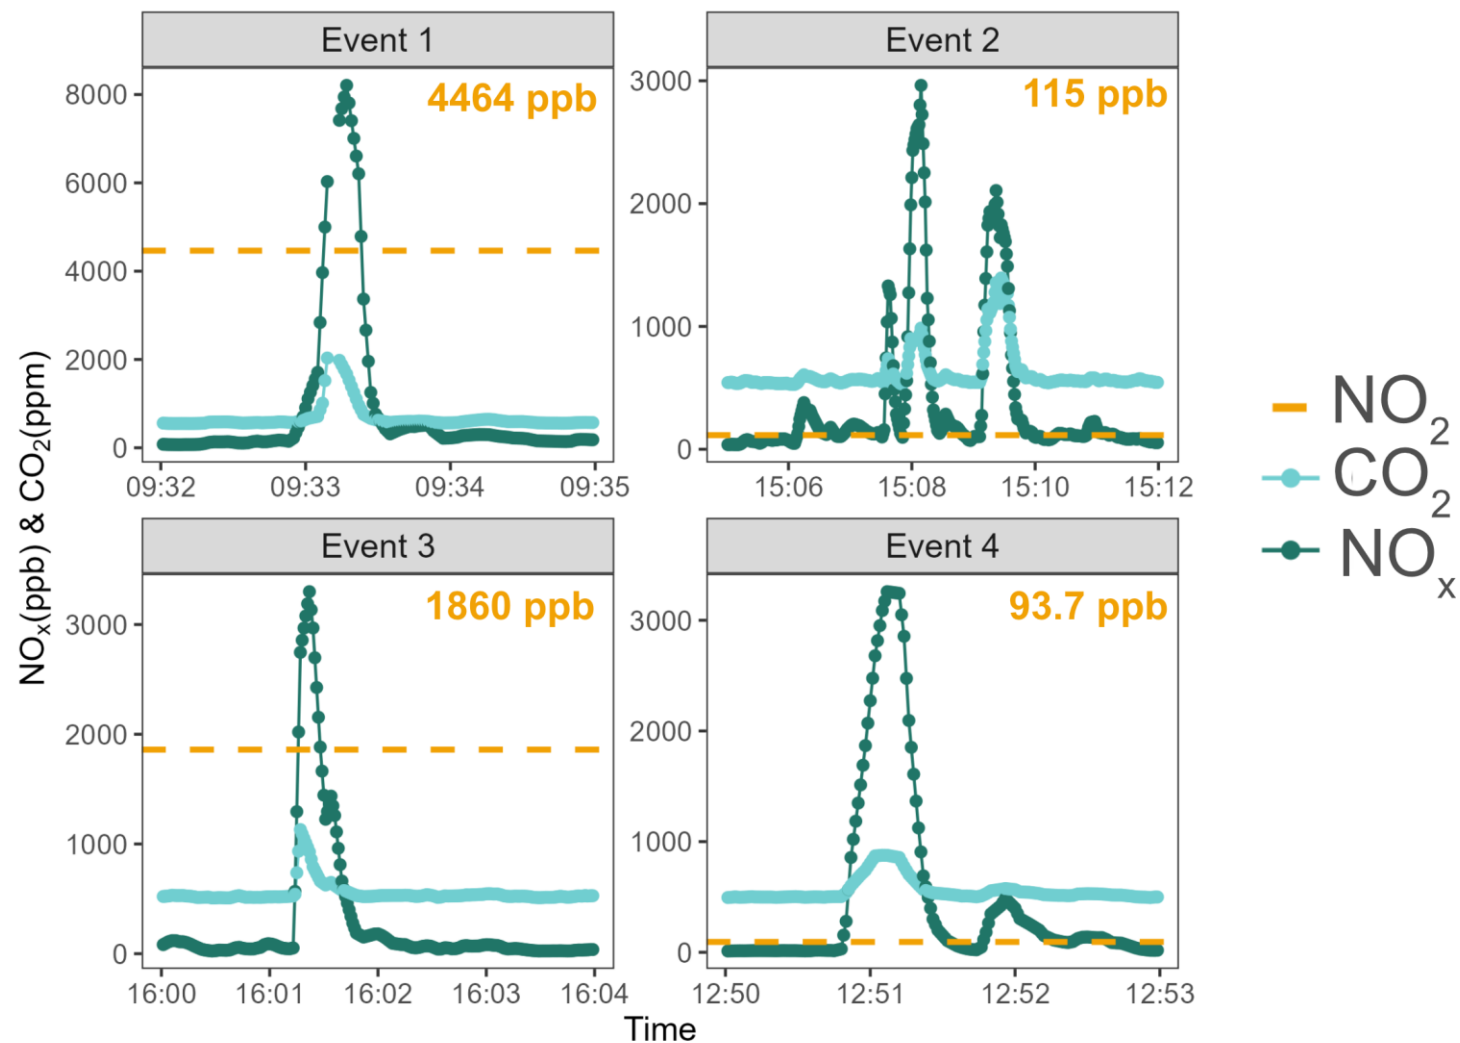 Event 1
4464 ppb
8000
6000
4000
2000
0
09:32 09:33 09:34 09:35
Event 2
115 ppb
3000
2000
1000
0
15:06 15:08 15:10 15:12
Event 3
1860 ppb
3000
2000
1000
0
16:00 16:01 16:02 16:03 16:04
Event 4
93.7 ppb
3000
2000
1000
0
12:50 12:51 12:52 12:53
NOₓ(ppb) & CO₂(ppm)
Time
NO₂
CO₂
NOₓ